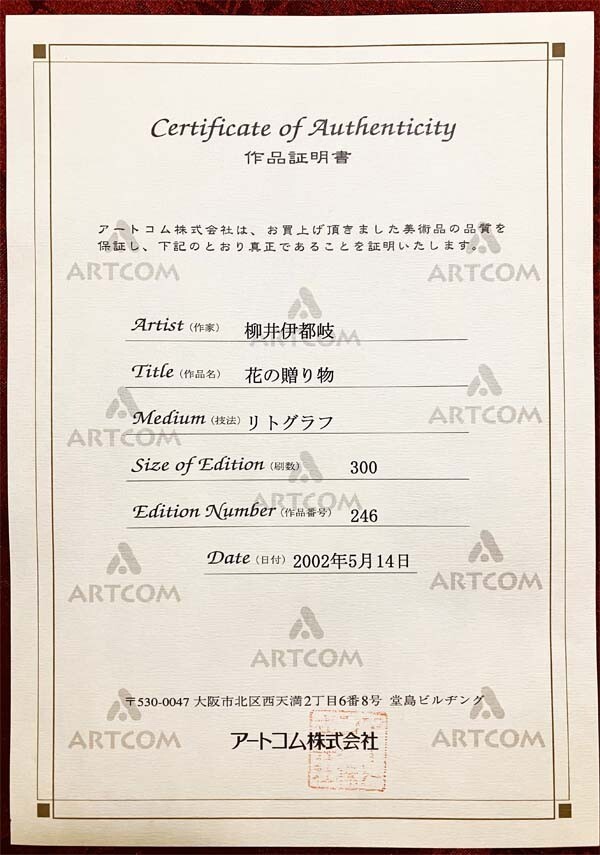 Certificate of Authenticity
作品証明書
アートコム株式会社は、お買上げ頂きました美術品の品質を
保証し、下記のとおり真正であることを証明いたします。
ARTCOM ARTCOM
Artist (作家) 柳井伊都岐
ARTCOM
Title (作品名) 花の贈り物
Medium (技法) リトグラフ
ARTCOM ARTCOM
Size of Edition (刷数) 300
ARTCOM
Edition Number (作品番号) 246
Date (日付) 2002年5月14日
ARTCOM ARTCOM
ARTCOM
〒530-0047 大阪市北区西天満2丁目6番8号 堂島ビルヂング
ARTCOM アートコム株式会社 ARTCOM